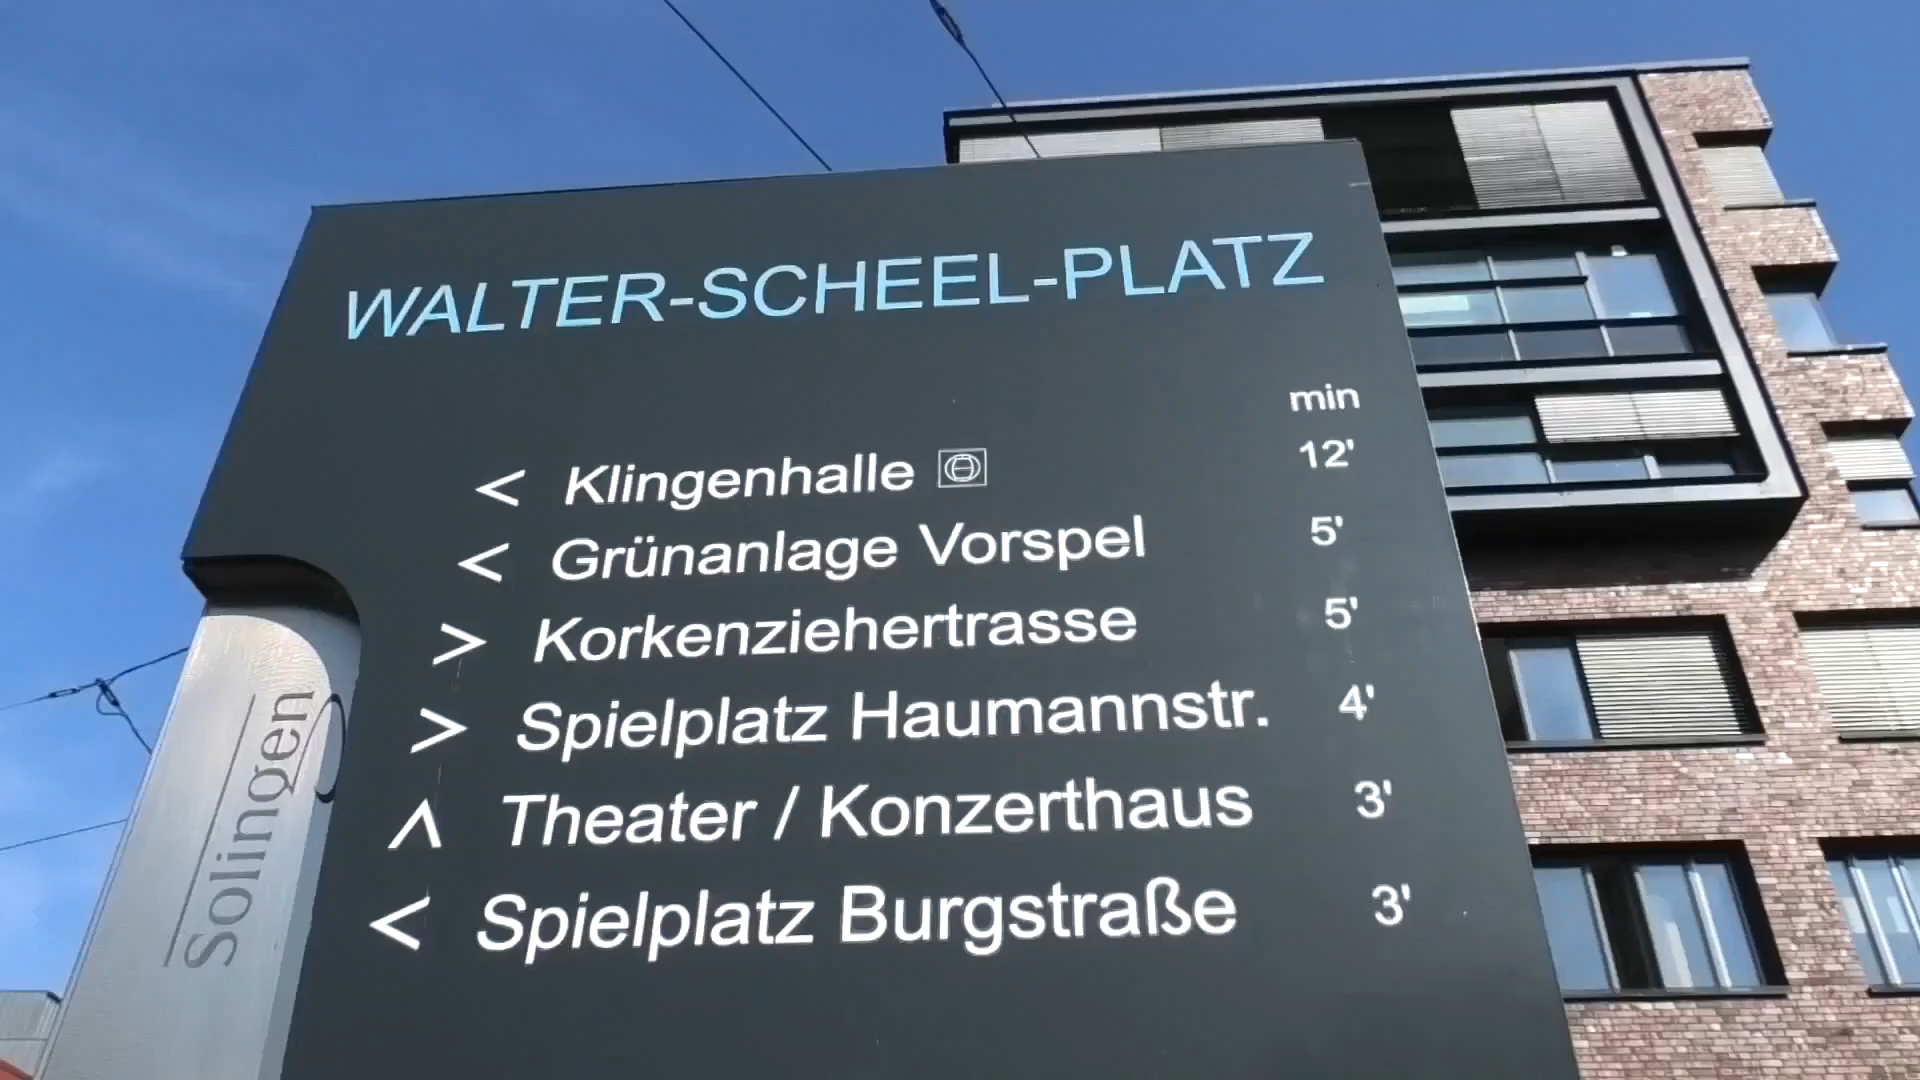 WALTER-SCHEEL-PLATZ
min
< Klingenhalle 12'
< Grünanlage Vorspel 5'
> Korkenziehertrasse 5'
> Spielplatz Haumannstr. 4'
^ Theater / Konzerthaus 3'
< Spielplatz Burgstraße 3'
Solingen